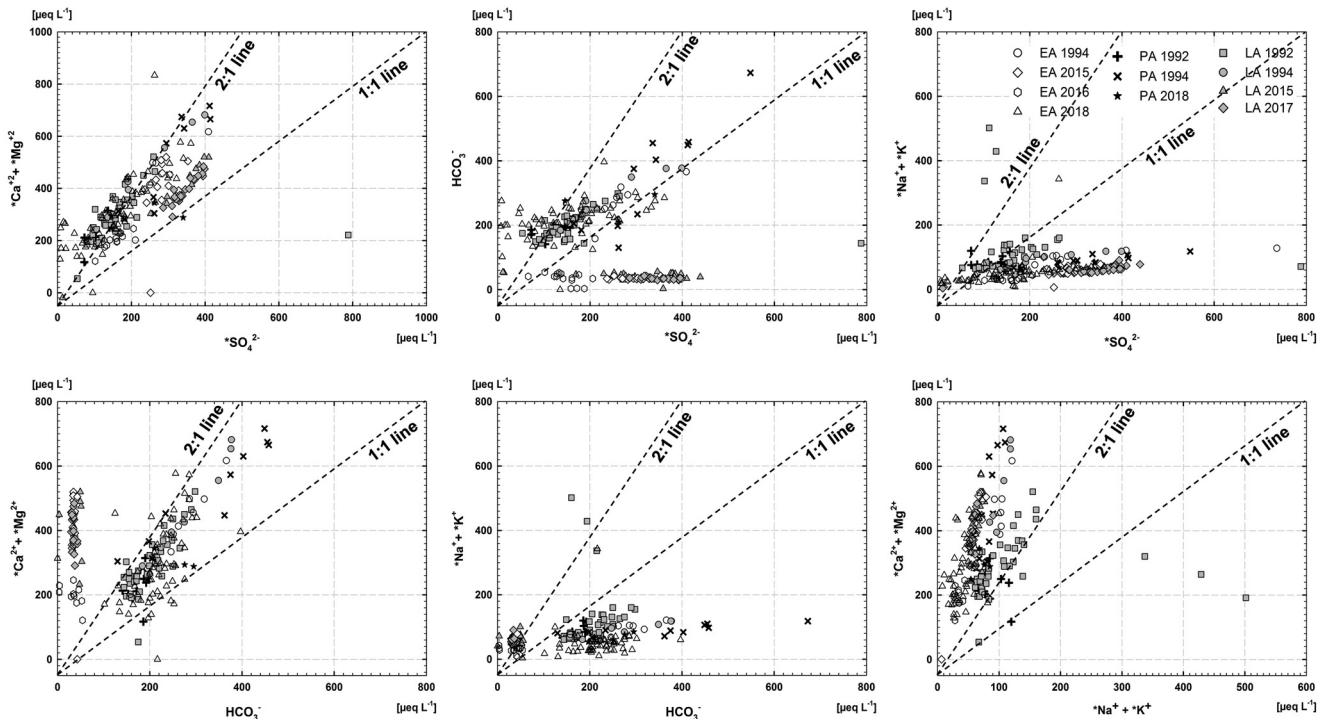 [µeq L⁻¹]
1000
800
600
400
200
0
*Ca⁺²+ *Mg⁺²
2:1 line
1:1 line
0 200 400 600 800 1000
*SO₄²⁻ [µeq L⁻¹]
[µeq L⁻¹]
800
600
400
200
0
HCO₃⁻
2:1 line
1:1 line
0 200 400 600 800
*SO₄²⁻ [µeq L⁻¹]
[µeq L⁻¹]
800
600
400
200
0
*Na⁺+ *K⁺
2:1 line
1:1 line
EA 1994
EA 2015
EA 2016
EA 2018
PA 1992
PA 1994
PA 2018
LA 1992
LA 1994
LA 2015
LA 2017
0 200 400 600 800
*SO₄²⁻ [µeq L⁻¹]
[µeq L⁻¹]
800
600
400
200
0
*Ca²⁺+ *Mg²⁺
2:1 line
1:1 line
0 200 400 600 800
HCO₃⁻ [µeq L⁻¹]
[µeq L⁻¹]
800
600
400
200
0
*Na⁺+ *K⁺
2:1 line
1:1 line
0 200 400 600 800
HCO₃⁻ [µeq L⁻¹]
[µeq L⁻¹]
800
600
400
200
0
*Ca²⁺ + *Mg²⁺
2:1 line
1:1 line
0 100 200 300 400 500 600
*Na⁺ + *K⁺ [µeq L⁻¹]